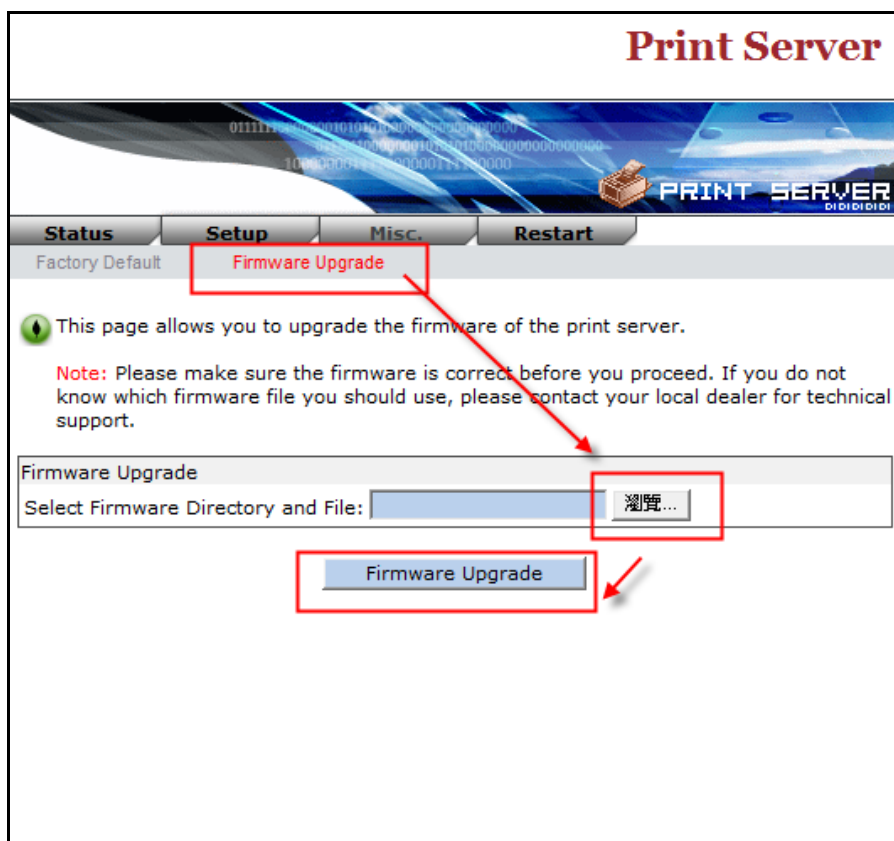 Print Server
PRINT SERVER
DIDIDIDIDI
Status Setup Misc. Restart
Factory Default Firmware Upgrade
This page allows you to upgrade the firmware of the print server.
Note: Please make sure the firmware is correct before you proceed. If you do not
know which firmware file you should use, please contact your local dealer for technical
support.
Firmware Upgrade
Select Firmware Directory and File: 瀏覽...
Firmware Upgrade